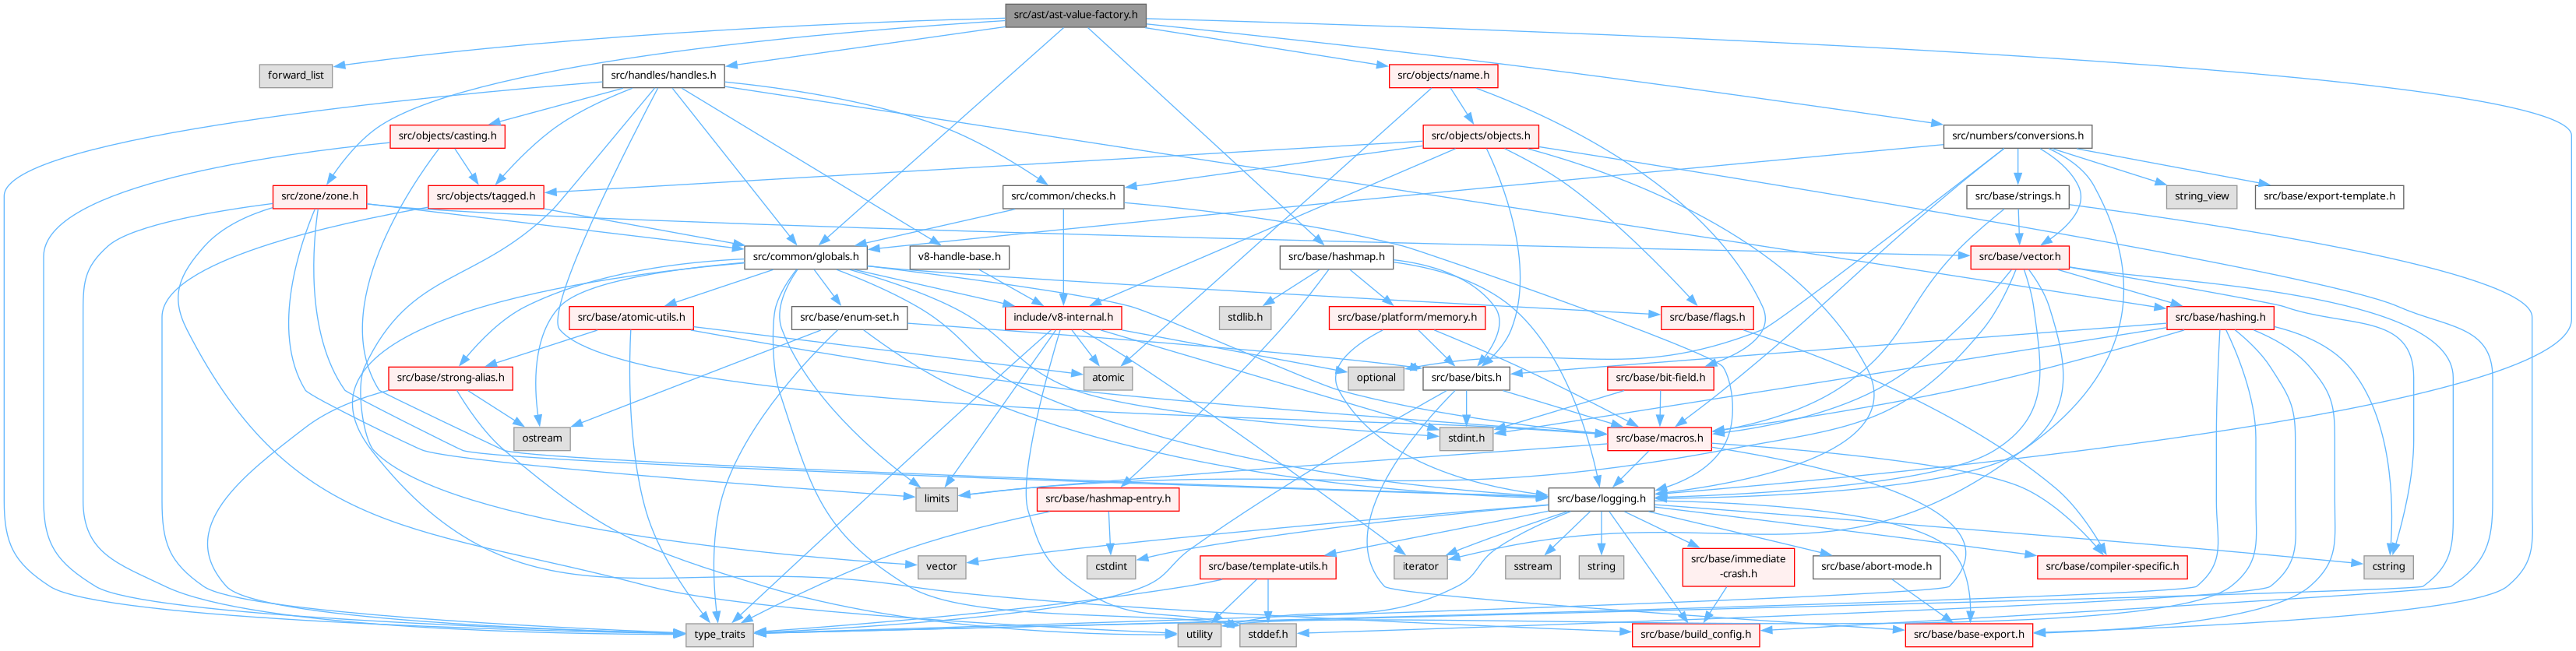 src/ast/ast-value-factory.h
forward_list
src/handles/handles.h
src/objects/name.h
src/objects/casting.h
src/objects/objects.h
src/numbers/conversions.h
src/zone/zone.h
src/objects/tagged.h
src/common/checks.h
src/base/strings.h
string_view
src/base/export-template.h
src/common/globals.h
v8-handle-base.h
src/base/hashmap.h
src/base/vector.h
src/base/atomic-utils.h
src/base/enum-set.h
include/v8-internal.h
stdlib.h
src/base/platform/memory.h
src/base/flags.h
src/base/hashing.h
src/base/strong-alias.h
atomic
optional
src/base/bits.h
src/base/bit-field.h
ostream
stdint.h
src/base/macros.h
limits
src/base/hashmap-entry.h
src/base/logging.h
vector
cstdint
src/base/template-utils.h
iterator
sstream
string
src/base/immediate
-crash.h
src/base/abort-mode.h
src/base/compiler-specific.h
cstring
type_traits
utility
stddef.h
src/base/build_config.h
src/base/base-export.h